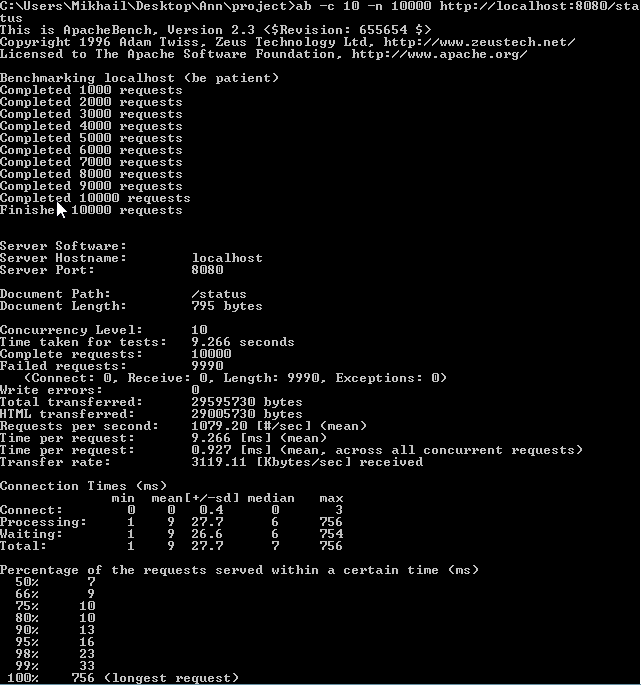 C:\Users\Mikhail\Desktop\Ann\project>ab -c 10 -n 10000 http://localhost:8080/sta
tus
This is ApacheBench, Version 2.3 <$Revision: 655654 $>
Copyright 1996 Adam Twiss, Zeus Technology Ltd, http://www.zeustech.net/
Licensed to The Apache Software Foundation, http://www.apache.org/
Benchmarking localhost (be patient)
Completed 1000 requests
Completed 2000 requests
Completed 3000 requests
Completed 4000 requests
Completed 5000 requests
Completed 6000 requests
Completed 7000 requests
Completed 8000 requests
Completed 9000 requests
Completed 10000 requests
Finished 10000 requests
Server Software:
Server Hostname: localhost
Server Port: 8080
Document Path: /status
Document Length: 795 bytes
Concurrency Level: 10
Time taken for tests: 9.266 seconds
Complete requests: 10000
Failed requests: 9990
(Connect: 0, Receive: 0, Length: 9990, Exceptions: 0)
Write errors: 0
Total transferred: 29595730 bytes
HTML transferred: 29005730 bytes
Requests per second: 1079.20 [#/sec] (mean)
Time per request: 9.266 [ms] (mean)
Time per request: 0.927 [ms] (mean, across all concurrent requests)
Transfer rate: 3119.11 [Kbytes/sec] received
Connection Times (ms)
min mean[+/-sd] median max
Connect: 0 0 0.4 0 3
Processing: 1 9 27.7 6 756
Waiting: 1 9 26.6 6 754
Total: 1 9 27.7 7 756
Percentage of the requests served within a certain time (ms)
50% 7
66% 9
75% 10
80% 10
90% 13
95% 16
98% 23
99% 33
100% 756 (longest request)